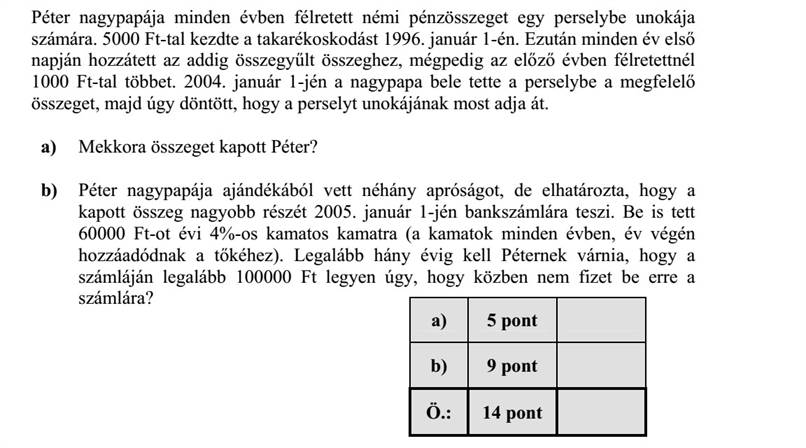 Péter nagypapája minden évben félretett némi pénzösszeget egy perselybe unokája
számára. 5000 Ft-tal kezdte a takarékoskodást 1996. január 1-én. Ezután minden év első
napján hozzátett az addig összegyűlt összeghez, mégpedig az előző évben félretettnél
1000 Ft-tal többet. 2004. január 1-jén a nagypapa bele tette a perselybe a megfelelő
összeget, majd úgy döntött, hogy a perselyt unokájának most adja át.
a) Mekkora összeget kapott Péter?
b) Péter nagypapája ajándékából vett néhány apróságot, de elhatározta, hogy a
kapott összeg nagyobb részét 2005. január 1-jén bankszámlára teszi. Be is tett
60000 Ft-ot évi 4%-os kamatos kamatra (a kamatok minden évben, év végén
hozzáadódnak a tőkéhez). Legalább hány évig kell Péternek várnia, hogy a
számláján legalább 100000 Ft legyen úgy, hogy közben nem fizet be erre a
számlára?
a) 5 pont
b) 9 pont
Ö.: 14 pont